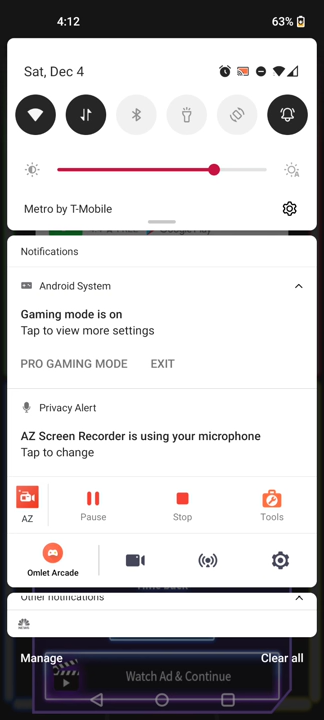 4:12
63%
Sat, Dec 4
A
Metro by T-Mobile
Notifications
Android System
Gaming mode is on
Tap to view more settings
PRO GAMING MODE EXIT
Privacy Alert
AZ Screen Recorder is using your microphone
Tap to change
AZ
Pause
Stop
Tools
Omlet Arcade
Other notifications
Manage
Clear all
Watch Ad & Continue